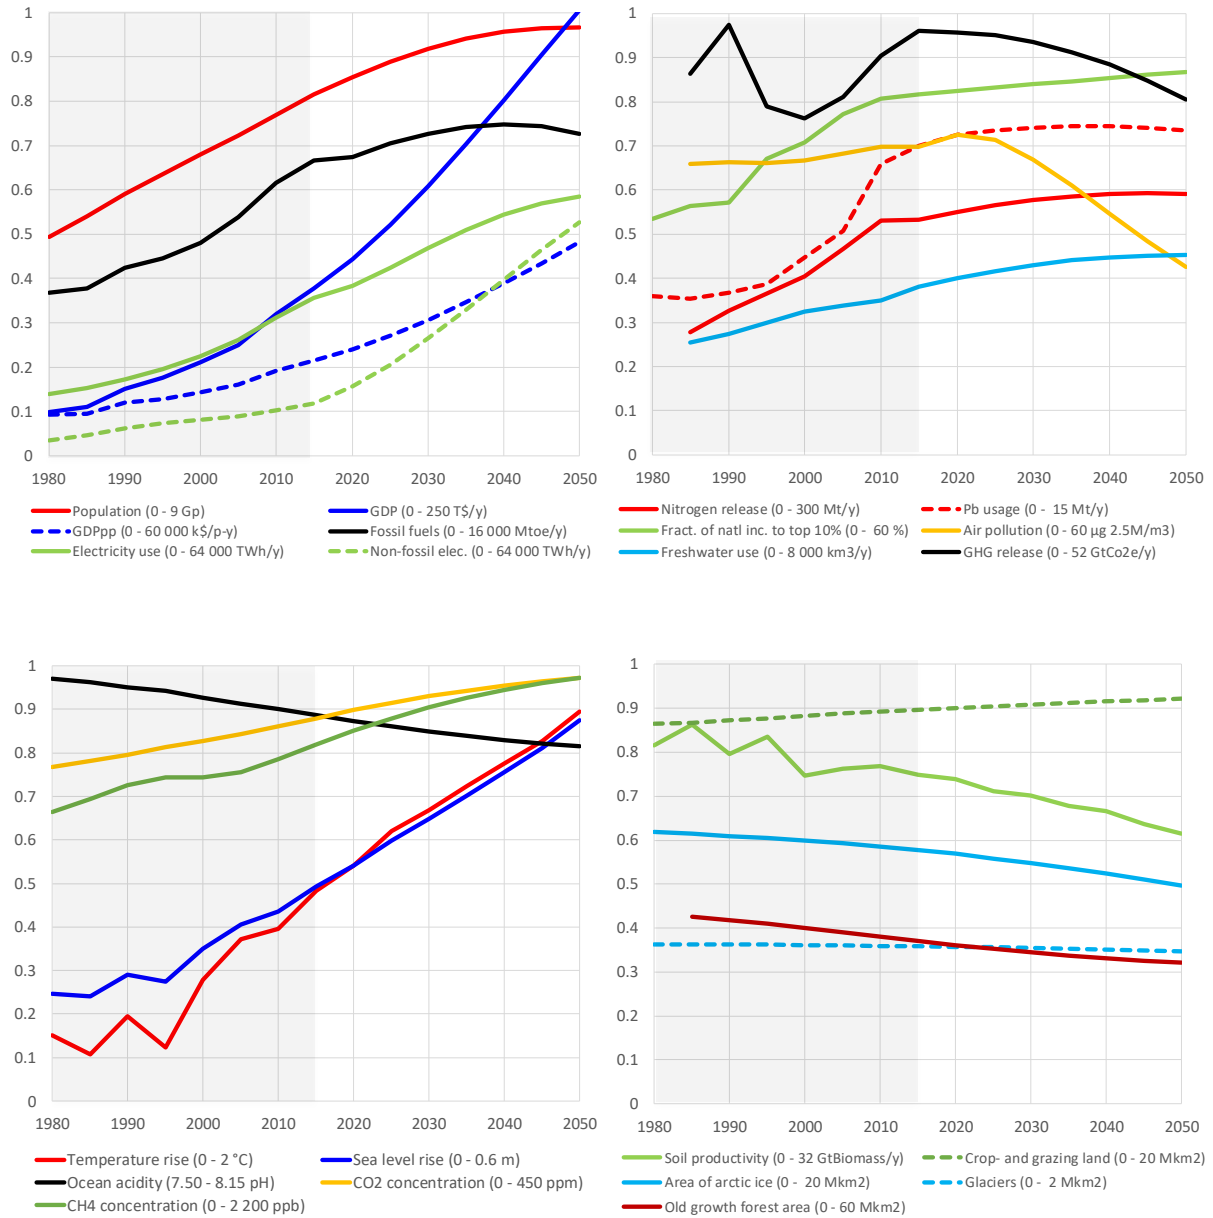 1
0.9
0.8
0.7
0.6
0.5
0.4
0.3
0.2
0.1
0
1980 1990 2000 2010 2020 2030 2040 2050
Population (0 - 9 Gp) GDP (0 - 250 T$/y)
GDPpp (0 - 60 000 k$/p-y) Fossil fuels (0 - 16 000 Mtoe/y)
Electricity use (0 - 64 000 TWh/y) Non-fossil elec. (0 - 64 000 TWh/y)
1
0.9
0.8
0.7
0.6
0.5
0.4
0.3
0.2
0.1
0
1980 1990 2000 2010 2020 2030 2040 2050
Nitrogen release (0 - 300 Mt/y) Pb usage (0 - 15 Mt/y)
Fract. of natl inc. to top 10% (0 - 60 %) Air pollution (0 - 60 μg 2.5M/m3)
Freshwater use (0 - 8 000 km3/y) GHG release (0 - 52 GtCo2e/y)
1
0.9
0.8
0.7
0.6
0.5
0.4
0.3
0.2
0.1
0
1980 1990 2000 2010 2020 2030 2040 2050
Temperature rise (0 - 2 °C) Sea level rise (0 - 0.6 m)
Ocean acidity (7.50 - 8.15 pH) CO2 concentration (0 - 450 ppm)
CH4 concentration (0 - 2 200 ppb)
1
0.9
0.8
0.7
0.6
0.5
0.4
0.3
0.2
0.1
0
1980 1990 2000 2010 2020 2030 2040 2050
Soil productivity (0 - 32 GtBiomass/y) Crop- and grazing land (0 - 20 Mkm2)
Area of arctic ice (0 - 20 Mkm2) Glaciers (0 - 2 Mkm2)
Old growth forest area (0 - 60 Mkm2)